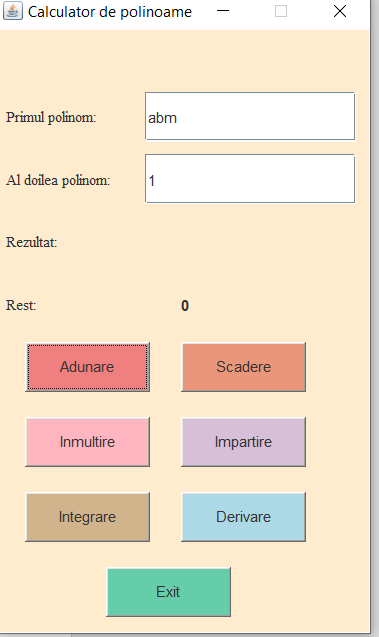 Calculator de polinoame
Primul polinom: abm
Al doilea polinom: 1
Rezultat:
Rest: 0
Adunare Scadere
Inmultire Impartire
Integrare Derivare
Exit